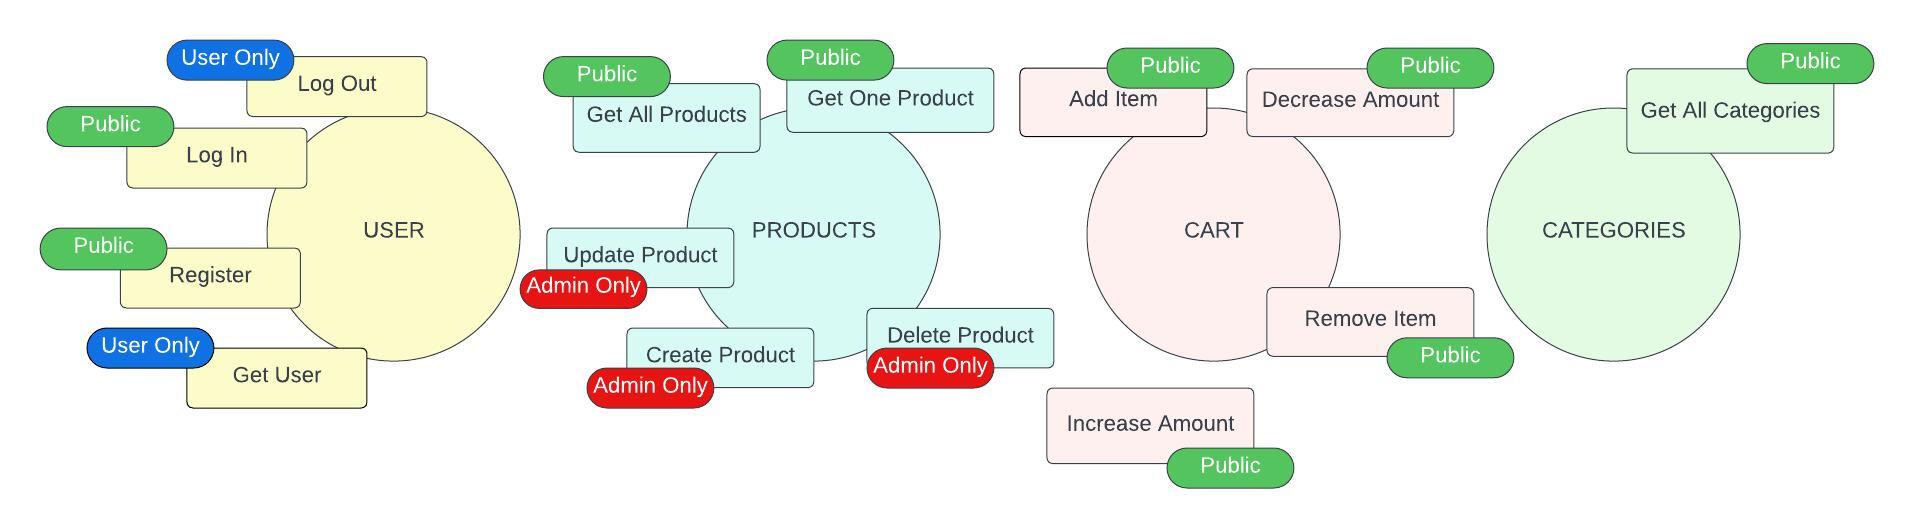 User Only
Log Out
Public
Log In
USER
Public
Register
User Only
Get User
Public
Get All Products
Public
Get One Product
PRODUCTS
Update Product
Admin Only
Create Product
Admin Only
Delete Product
Admin Only
Public
Add Item
Public
Decrease Amount
CART
Remove Item
Public
Increase Amount
Public
Public
Get All Categories
CATEGORIES